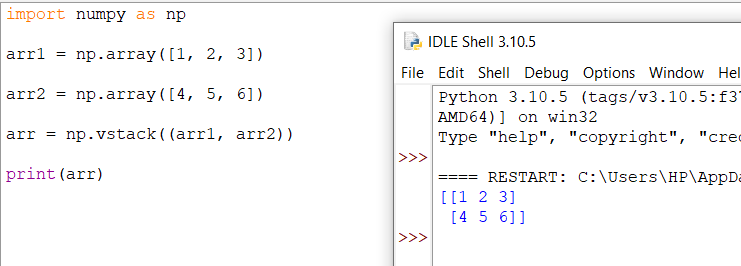 import numpy as np
arr1 = np.array([1, 2, 3])
arr2 = np.array([4, 5, 6])
arr = np.vstack((arr1, arr2))
print(arr)
IDLE Shell 3.10.5
File Edit Shell Debug Options Window Hel
Python 3.10.5 (tags/v3.10.5:f37
AMD64)] on win32
Type "help", "copyright", "cred
>>>
==== RESTART: C:\Users\HP\AppDa
[[1 2 3]
 [4 5 6]]
>>>